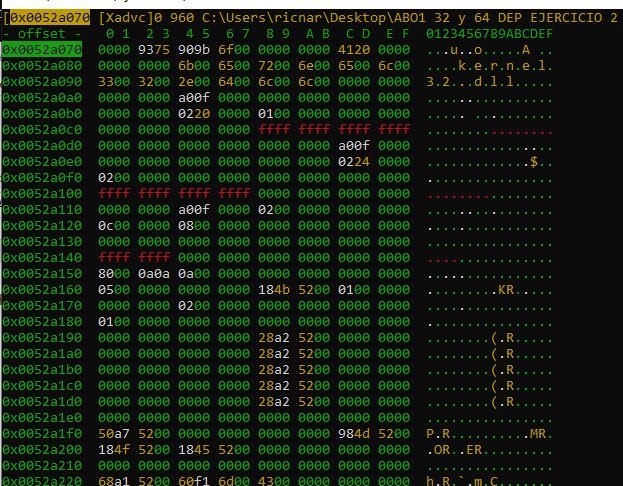 [0x0052a070 [Xadvc]0 960 C:\Users\ricnar\Desktop\ABO1 32 y 64 DEP EJERCICIO 2
- offset - 0 1 2 3 4 5 6 7 8 9 A B C D E F 0123456789ABCDEF
0x0052a070 0000 9375 909b 6f00 0000 0000 4120 0000 ...u..o.....A ..
0x0052a080 0000 0000 6b00 6500 7200 6e00 6500 6c00 ....k.e.r.n.e.l.
0x0052a090 3300 3200 2e00 6400 6c00 6c00 0000 0000 3.2...d.l.l.....
0x0052a0a0 0000 0000 a00f 0000 0000 0000 0000 0000 ................
0x0052a0b0 0000 0000 0220 0000 0100 0000 0000 0000 ..... ..........
0x0052a0c0 0000 0000 0000 0000 ffff ffff ffff ffff ................
0x0052a0d0 0000 0000 0000 0000 0000 0000 a00f 0000 ................
0x0052a0e0 0000 0000 0000 0000 0000 0000 0224 0000 .............$..
0x0052a0f0 0200 0000 0000 0000 0000 0000 0000 0000 ................
0x0052a100 ffff ffff ffff ffff 0000 0000 0000 0000 ................
0x0052a110 0000 0000 a00f 0000 0200 0000 0000 0000 ................
0x0052a120 0c00 0000 0800 0000 0000 0000 0000 0000 ................
0x0052a130 0000 0000 0000 0000 0000 0000 0000 0000 ................
0x0052a140 ffff ffff 0000 0000 0000 0000 0000 0000 ................
0x0052a150 8000 0a0a 0a00 0000 0000 0000 0000 0000 ................
0x0052a160 0500 0000 0000 0000 184b 5200 0100 0000 .........KR.....
0x0052a170 0000 0000 0200 0000 0000 0000 0000 0000 ................
0x0052a180 0100 0000 0000 0000 0000 0000 0000 0000 ................
0x0052a190 0000 0000 0000 0000 28a2 5200 0000 0000 ........(.R.....
0x0052a1a0 0000 0000 0000 0000 28a2 5200 0000 0000 ........(.R.....
0x0052a1b0 0000 0000 0000 0000 28a2 5200 0000 0000 ........(.R.....
0x0052a1c0 0000 0000 0000 0000 28a2 5200 0000 0000 ........(.R.....
0x0052a1d0 0000 0000 0000 0000 28a2 5200 0000 0000 ........(.R.....
0x0052a1e0 0000 0000 0000 0000 0000 0000 0000 0000 ................
0x0052a1f0 50a7 5200 0000 0000 0000 0000 984d 5200 P.R..........MR.
0x0052a200 184f 5200 1845 5200 0000 0000 0000 0000 .OR..ER.........
0x0052a210 0000 0000 0000 0000 0000 0000 0000 0000 ................
0x0052a220 68a1 5200 60f1 6d00 4300 0000 0000 0000 h.R.`.m.C.......